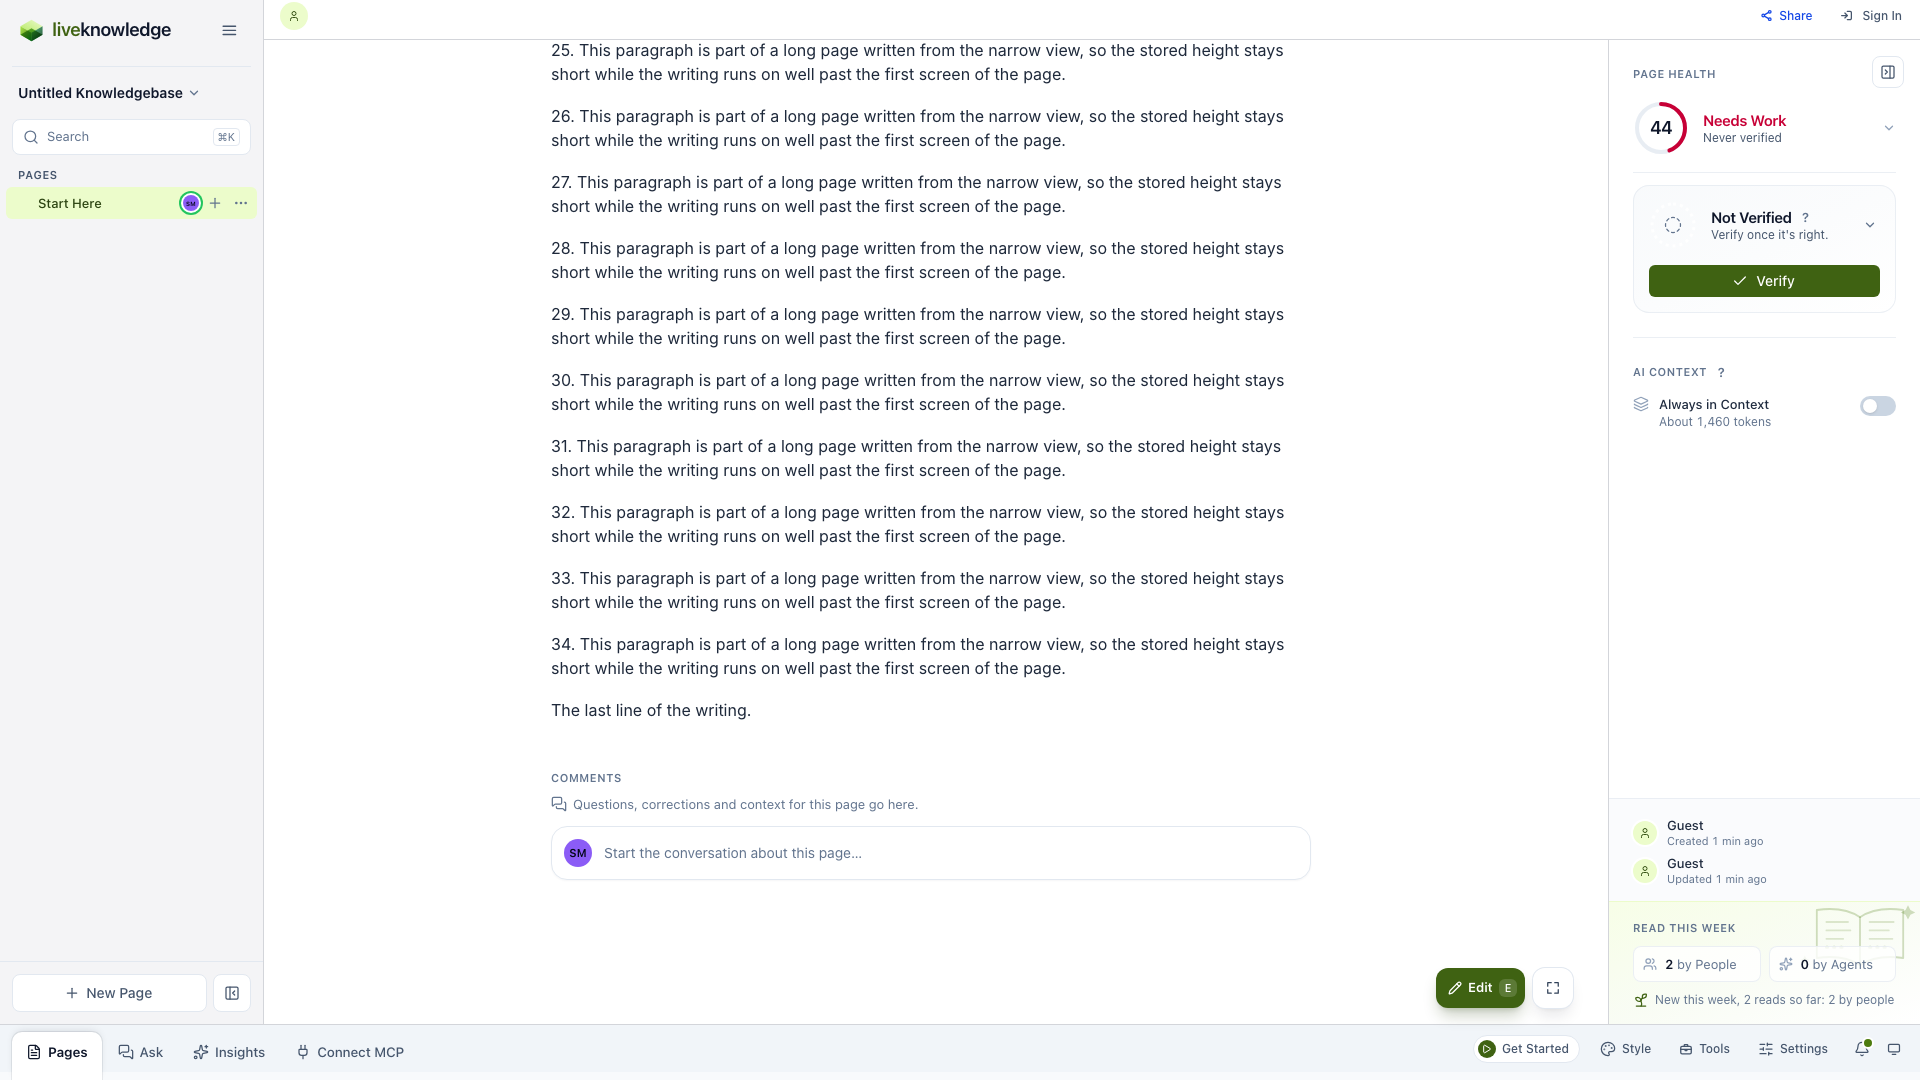 liveknowledge
Share
Sign In
Untitled Knowledgebase
Search
⌘K
PAGES
Start Here
SM
25. This paragraph is part of a long page written from the narrow view, so the stored height stays
short while the writing runs on well past the first screen of the page.
26. This paragraph is part of a long page written from the narrow view, so the stored height stays
short while the writing runs on well past the first screen of the page.
27. This paragraph is part of a long page written from the narrow view, so the stored height stays
short while the writing runs on well past the first screen of the page.
28. This paragraph is part of a long page written from the narrow view, so the stored height stays
short while the writing runs on well past the first screen of the page.
29. This paragraph is part of a long page written from the narrow view, so the stored height stays
short while the writing runs on well past the first screen of the page.
30. This paragraph is part of a long page written from the narrow view, so the stored height stays
short while the writing runs on well past the first screen of the page.
31. This paragraph is part of a long page written from the narrow view, so the stored height stays
short while the writing runs on well past the first screen of the page.
32. This paragraph is part of a long page written from the narrow view, so the stored height stays
short while the writing runs on well past the first screen of the page.
33. This paragraph is part of a long page written from the narrow view, so the stored height stays
short while the writing runs on well past the first screen of the page.
34. This paragraph is part of a long page written from the narrow view, so the stored height stays
short while the writing runs on well past the first screen of the page.
The last line of the writing.
COMMENTS
Questions, corrections and context for this page go here.
SM
Start the conversation about this page...
Edit E
PAGE HEALTH
44
Needs Work
Never verified
Not Verified ?
Verify once it's right.
Verify
AI CONTEXT ?
Always in Context
About 1,460 tokens
Guest
Created 1 min ago
Guest
Updated 1 min ago
READ THIS WEEK
2 by People
0 by Agents
New this week, 2 reads so far: 2 by people
New Page
Pages
Ask
Insights
Connect MCP
Get Started
Style
Tools
Settings